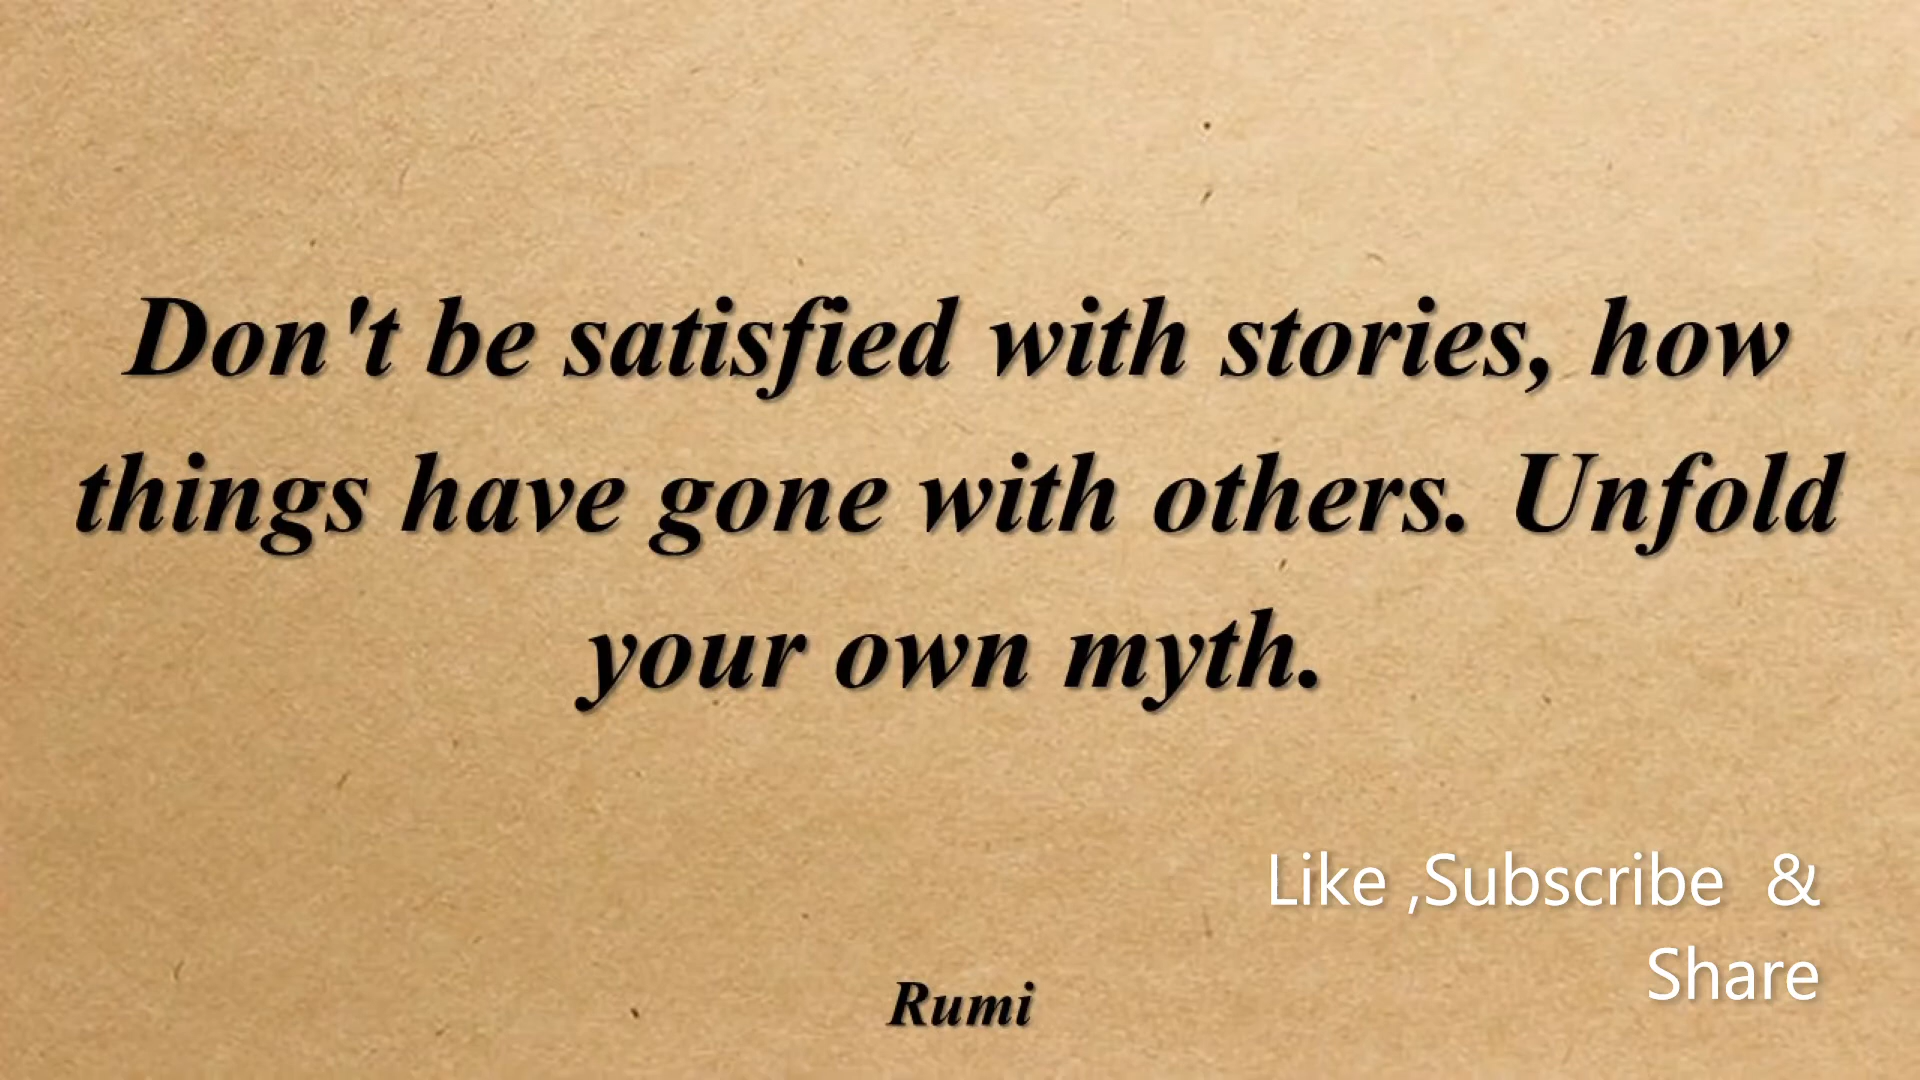 Don't be satisfied with stories, how
things have gone with others. Unfold
your own myth.
Like ,Subscribe &
Share
Rumi